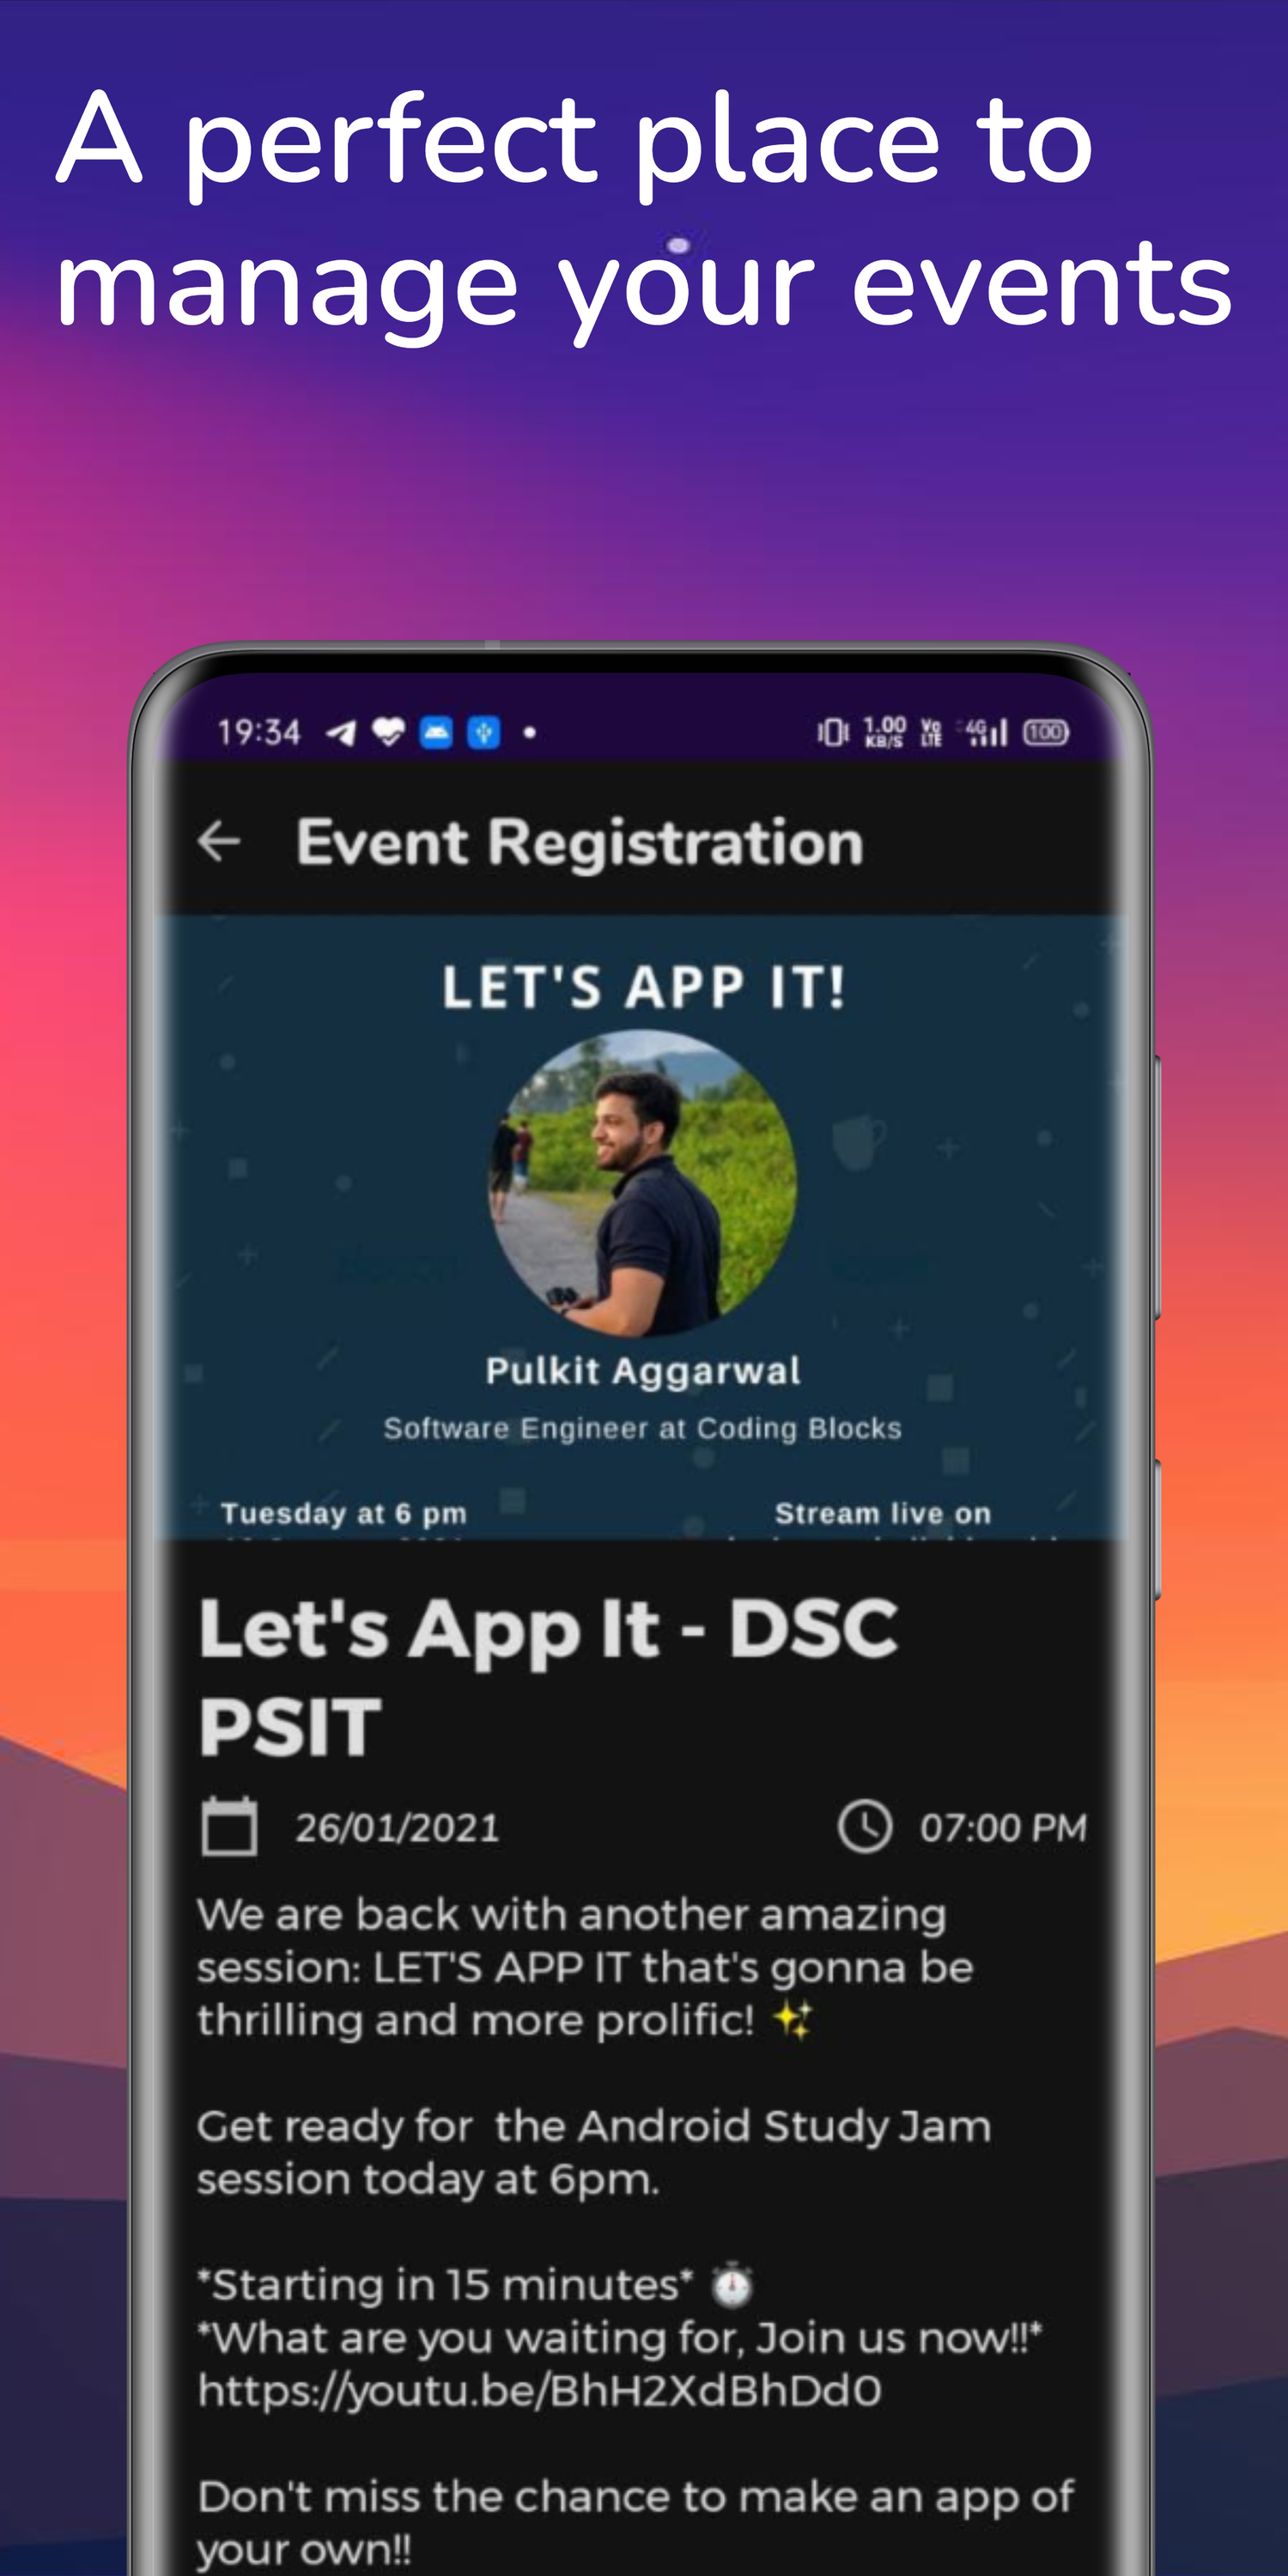 A perfect place to
manage your events
19:34 1.00 KB/S Vo LTE 4G 100
Event Registration
LET'S APP IT!
Pulkit Aggarwal
Software Engineer at Coding Blocks
Tuesday at 6 pm Stream live on
Let's App It - DSC
PSIT
26/01/2021 07:00 PM
We are back with another amazing
session: LET'S APP IT that's gonna be
thrilling and more prolific! ✨
Get ready for  the Android Study Jam
session today at 6pm.
*Starting in 15 minutes* ⏱️
*What are you waiting for, Join us now!!*
https://youtu.be/BhH2XdBhDd0
Don't miss the chance to make an app of
your own!!